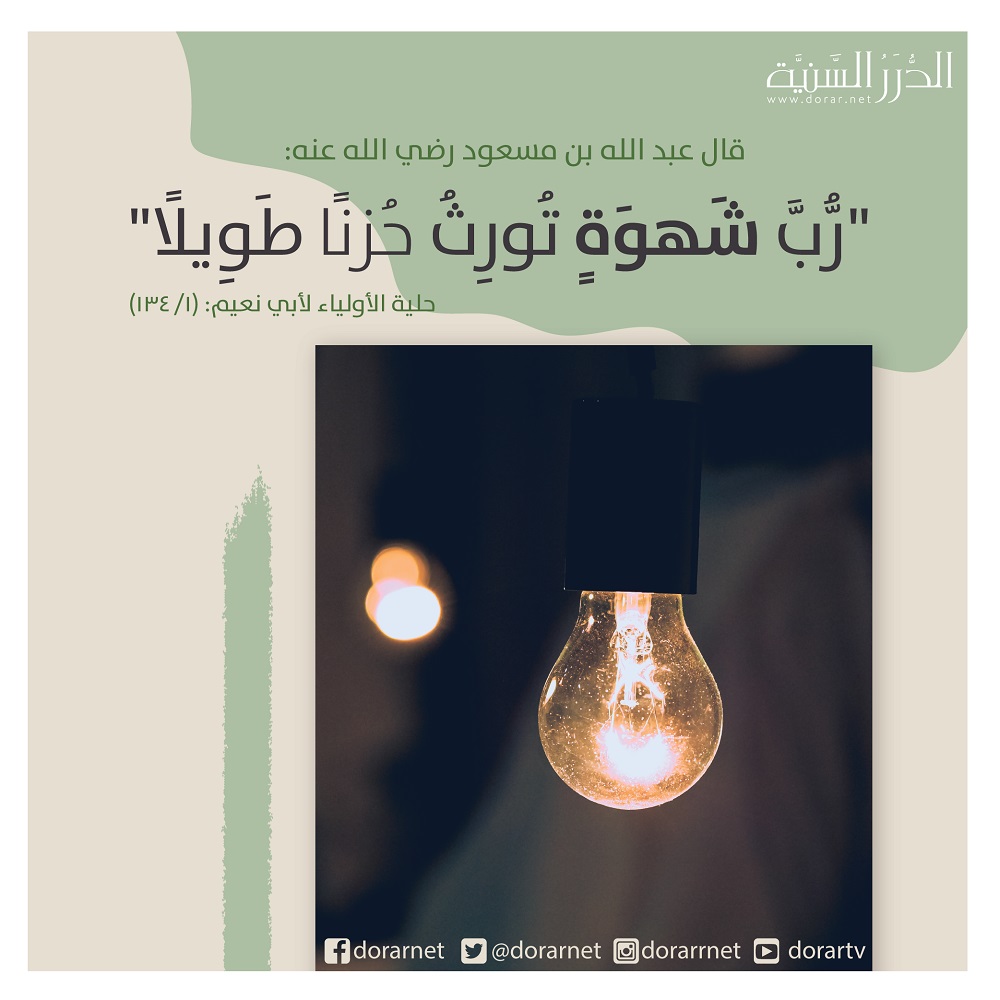 الدُّرَرُ السَّنيَّة
www.dorar.net
قال عبد الله بن مسعود رضي الله عنه:
"رُّبَّ شَهوَةٍ تُورِثُ حُزنًا طَوِيلًا"
حلية الأولياء لأبي نعيم: (١/ ١٣٤)
dorarnet @dorarnet dorarrnet dorartv